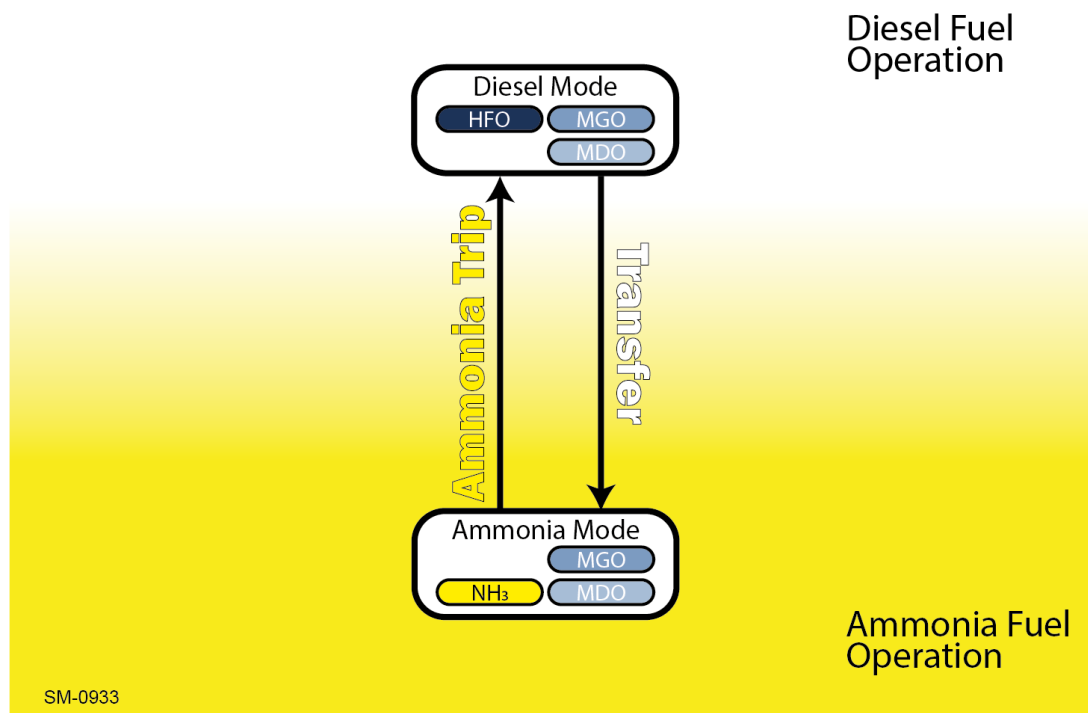 Diesel Fuel
Operation
Diesel Mode
HFO
MGO
MDO
Ammonia Trip
Transfer
Ammonia Mode
MGO
NH₃
MDO
Ammonia Fuel
Operation
SM-0933